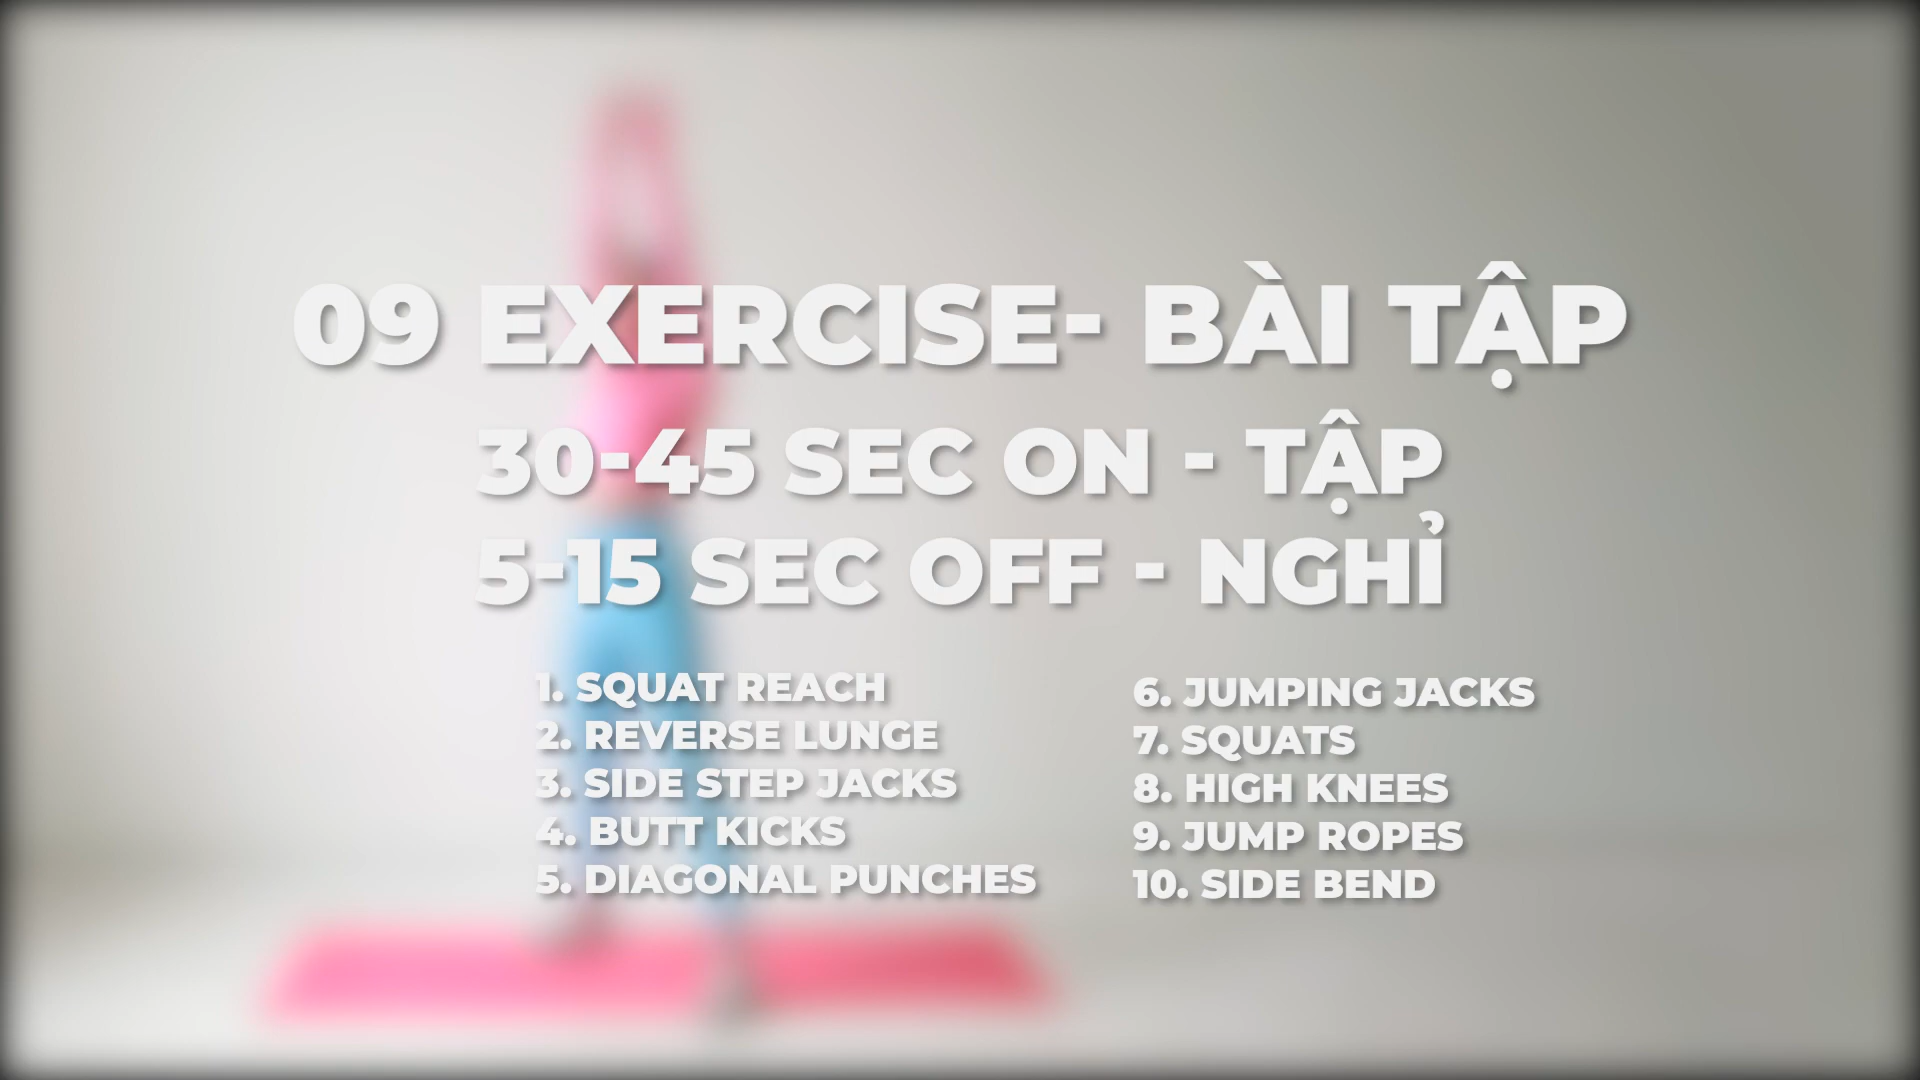 09 EXERCISE- BÀI TẬP
30-45 SEC ON - TẬP
5-15 SEC OFF - NGHỈ
1. SQUAT REACH
2. REVERSE LUNGE
3. SIDE STEP JACKS
4. BUTT KICKS
5. DIAGONAL PUNCHES
6. JUMPING JACKS
7. SQUATS
8. HIGH KNEES
9. JUMP ROPES
10. SIDE BEND